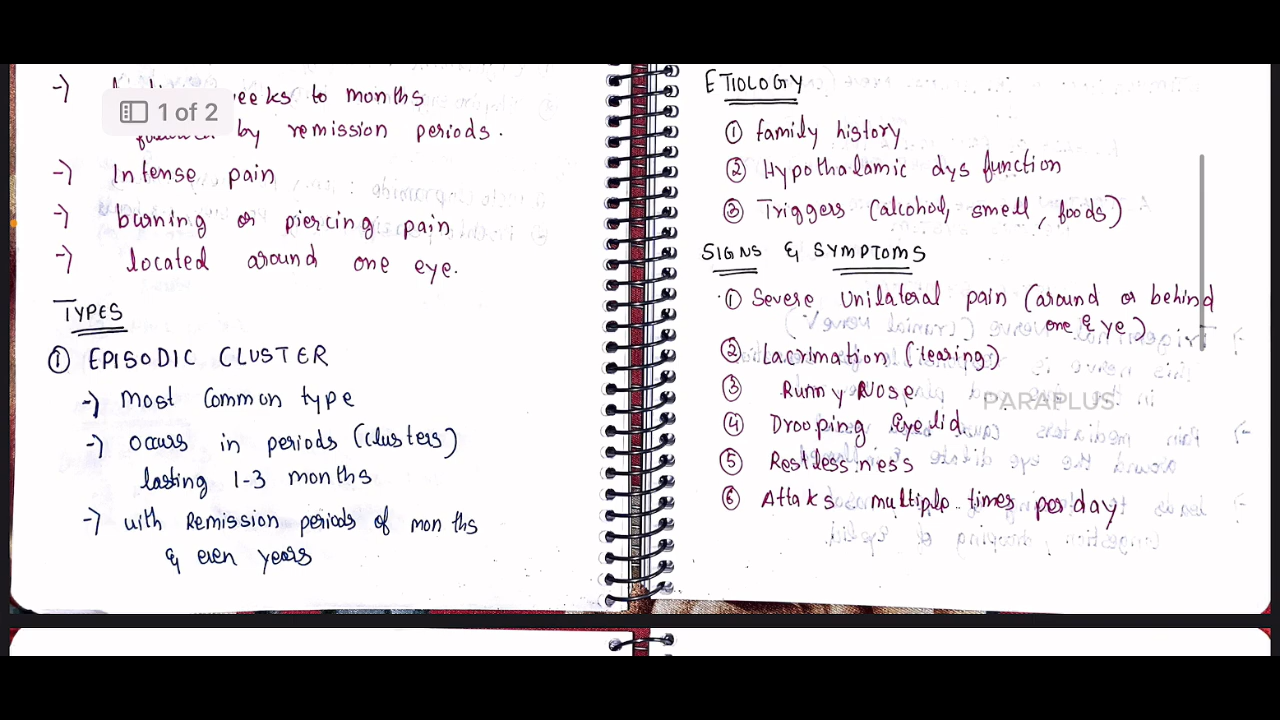 weeks to months
1 of 2
by remission periods.
-) Intense pain
-) burning or piercing pain
-) located around one eye.
TYPES
① EPISODIC CLUSTER
-) Most Common type
-) occurs in periods (clusters)
lasting 1-3 months
-) with Remission periods of months
& even years
ETIOLOGY
① family history
② Hypothalamic dysfunction
③ Triggers (alcohol, smell, foods)
SIGNS & SYMPTOMS
① Severe Unilateral pain (around or behind
one Eye)
② Lacrimation (tearing)
③ Runny Nose
PARAPLUS
④ Drooping Eyelid
⑤ Restlessness
⑥ Attaks multiple times per day